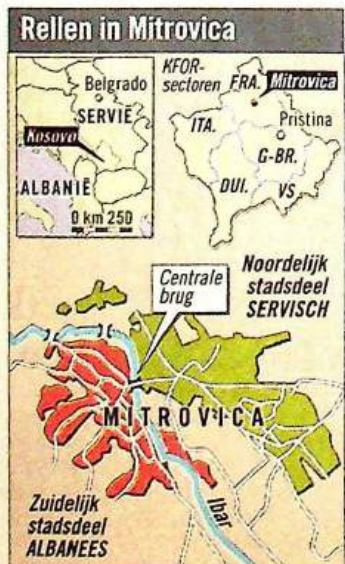 Rellen in Mitrovica
Belgrado
SERVIË
Kosovo
ALBANIË
0 km 250
KFOR-
sectoren
FRA.
Mitrovica
ITA.
Pristina
G-BR.
DUI.
VS
Centrale
brug
Noordelijk
stadsdeel
SERVISCH
MITROVICA
Ibar
Zuidelijk
stadsdeel
ALBANEES